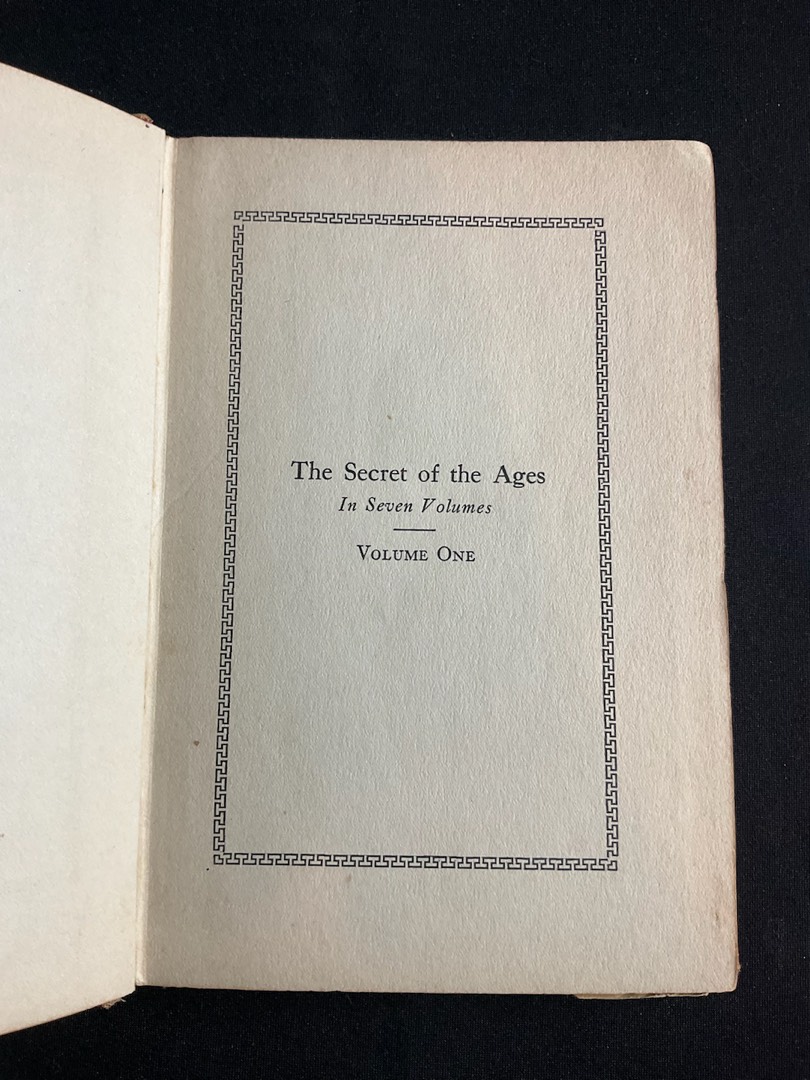 The Secret of the Ages
In Seven Volumes
VOLUME ONE